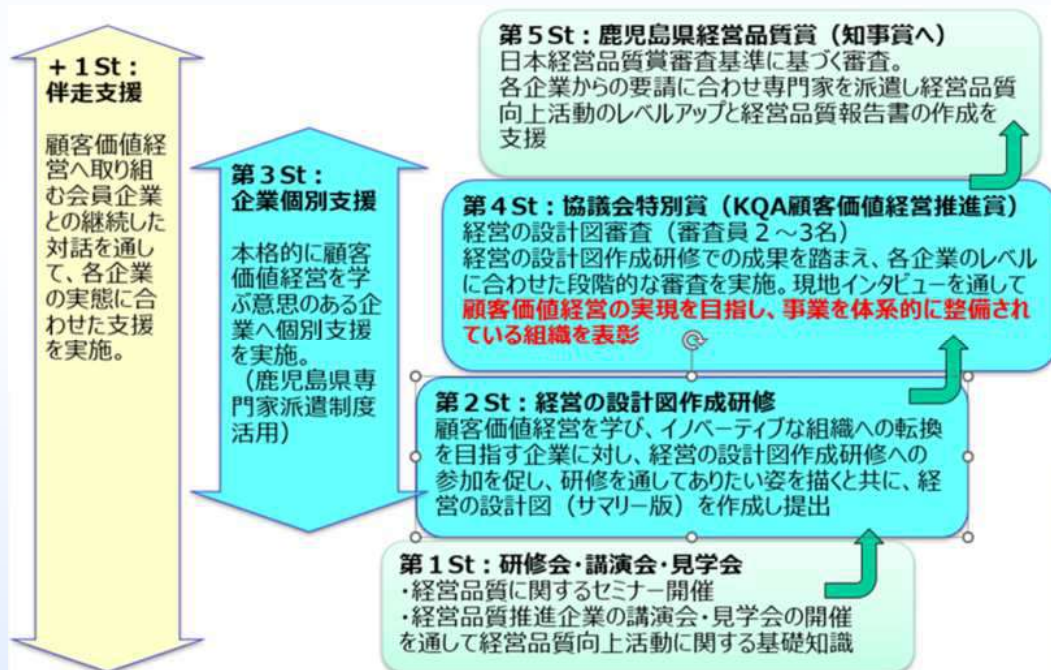 +1St:
伴走支援
顧客価値経
営へ取り組
む会員企業
との継続した
対話を通し
て、各企業
の実態に合
わせた支援
を実施。
第3St:
企業個別支援
本格的に顧客
価値経営を学
ぶ意思のある企
業へ個別支援
を実施。
（鹿児島県専
門家派遣制度
活用）
第5St:鹿児島県経営品質賞（知事賞へ）
日本経営品質賞審査基準に基づく審査。
各企業からの要請に合わせ専門家を派遣し経営品質
向上活動のレベルアップと経営品質報告書の作成を
支援
第4St:協議会特別賞（KQA顧客価値経営推進賞）
経営の設計図審査（審査員2～3名）
経営の設計図作成研修での成果を踏まえ、各企業のレベル
に合わせた段階的な審査を実施。現地インタビューを通して
顧客価値経営の実現を目指し、事業を体系的に整備され
ている組織を表彰
第2St:経営の設計図作成研修
顧客価値経営を学び、イノベーティブな組織への転換
を目指す企業に対し、経営の設計図作成研修への
参加を促し、研修を通してありたい姿を描くと共に、経
営の設計図（サマリー版）を作成し提出
第1St:研修会・講演会・見学会
・経営品質に関するセミナー開催
・経営品質推進企業の講演会・見学会の開催
を通して経営品質向上活動に関する基礎知識